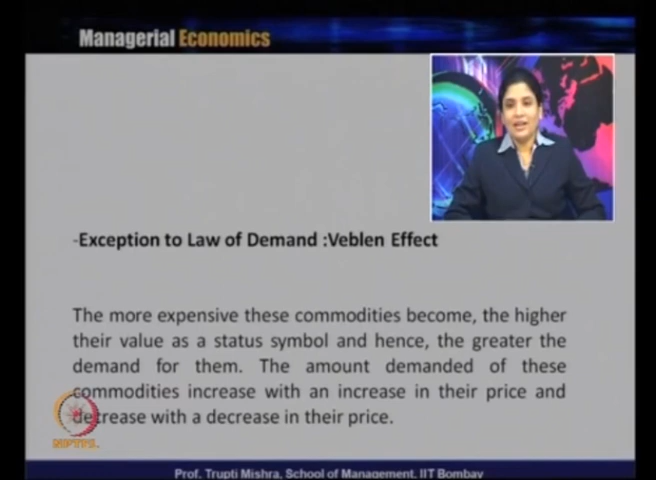 Managerial Economics
-Exception to Law of Demand :Veblen Effect
The more expensive these commodities become, the higher
their value as a status symbol and hence, the greater the
demand for them. The amount demanded of these
commodities increase with an increase in their price and
decrease with a decrease in their price.
NPTEL
Prof. Trupti Mishra, School of Management, IIT Bombay